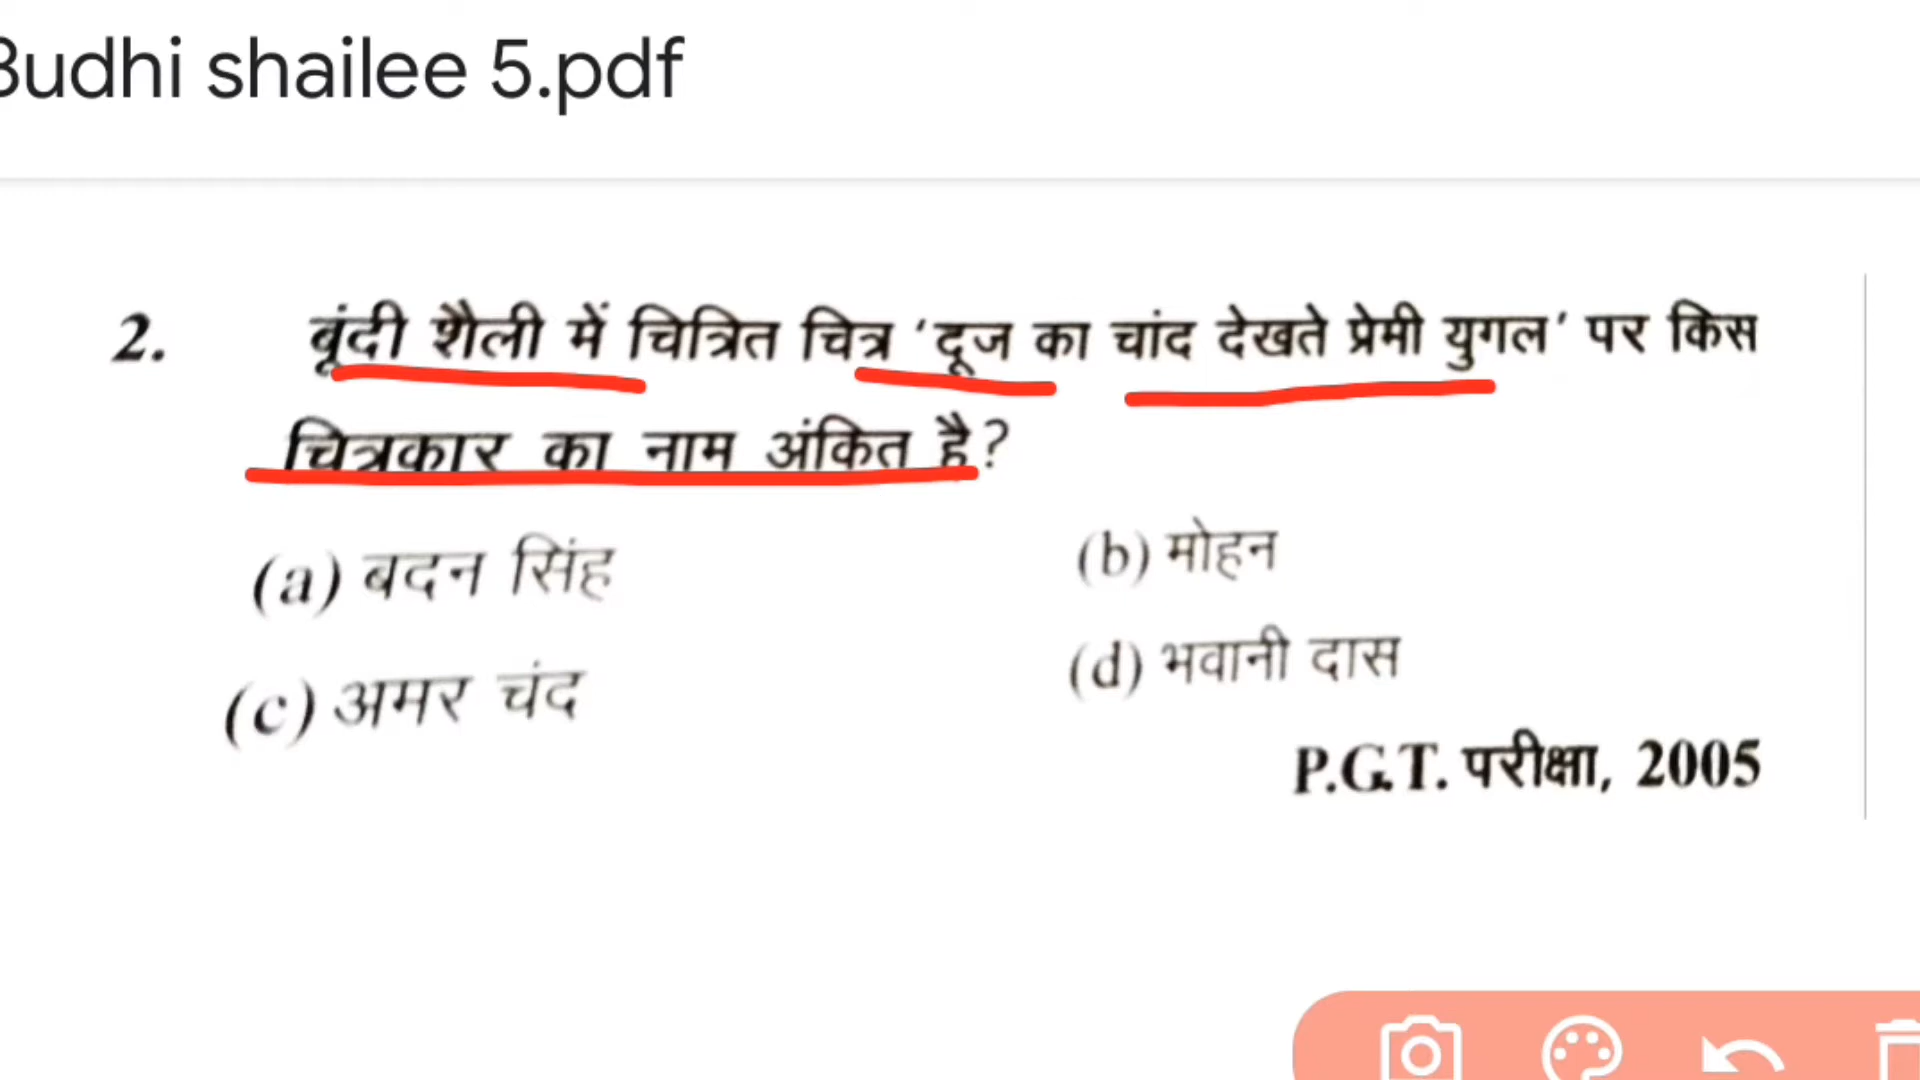 Budhi shailee 5.pdf
2. बूंदी शैली में चित्रित चित्र ‘दूज का चांद देखते प्रेमी युगल’ पर किस
चित्रकार का नाम अंकित है?
(a) बदन सिंह (b) मोहन
(c) अमर चंद (d) भवानी दास
P.G.T. परीक्षा, 2005